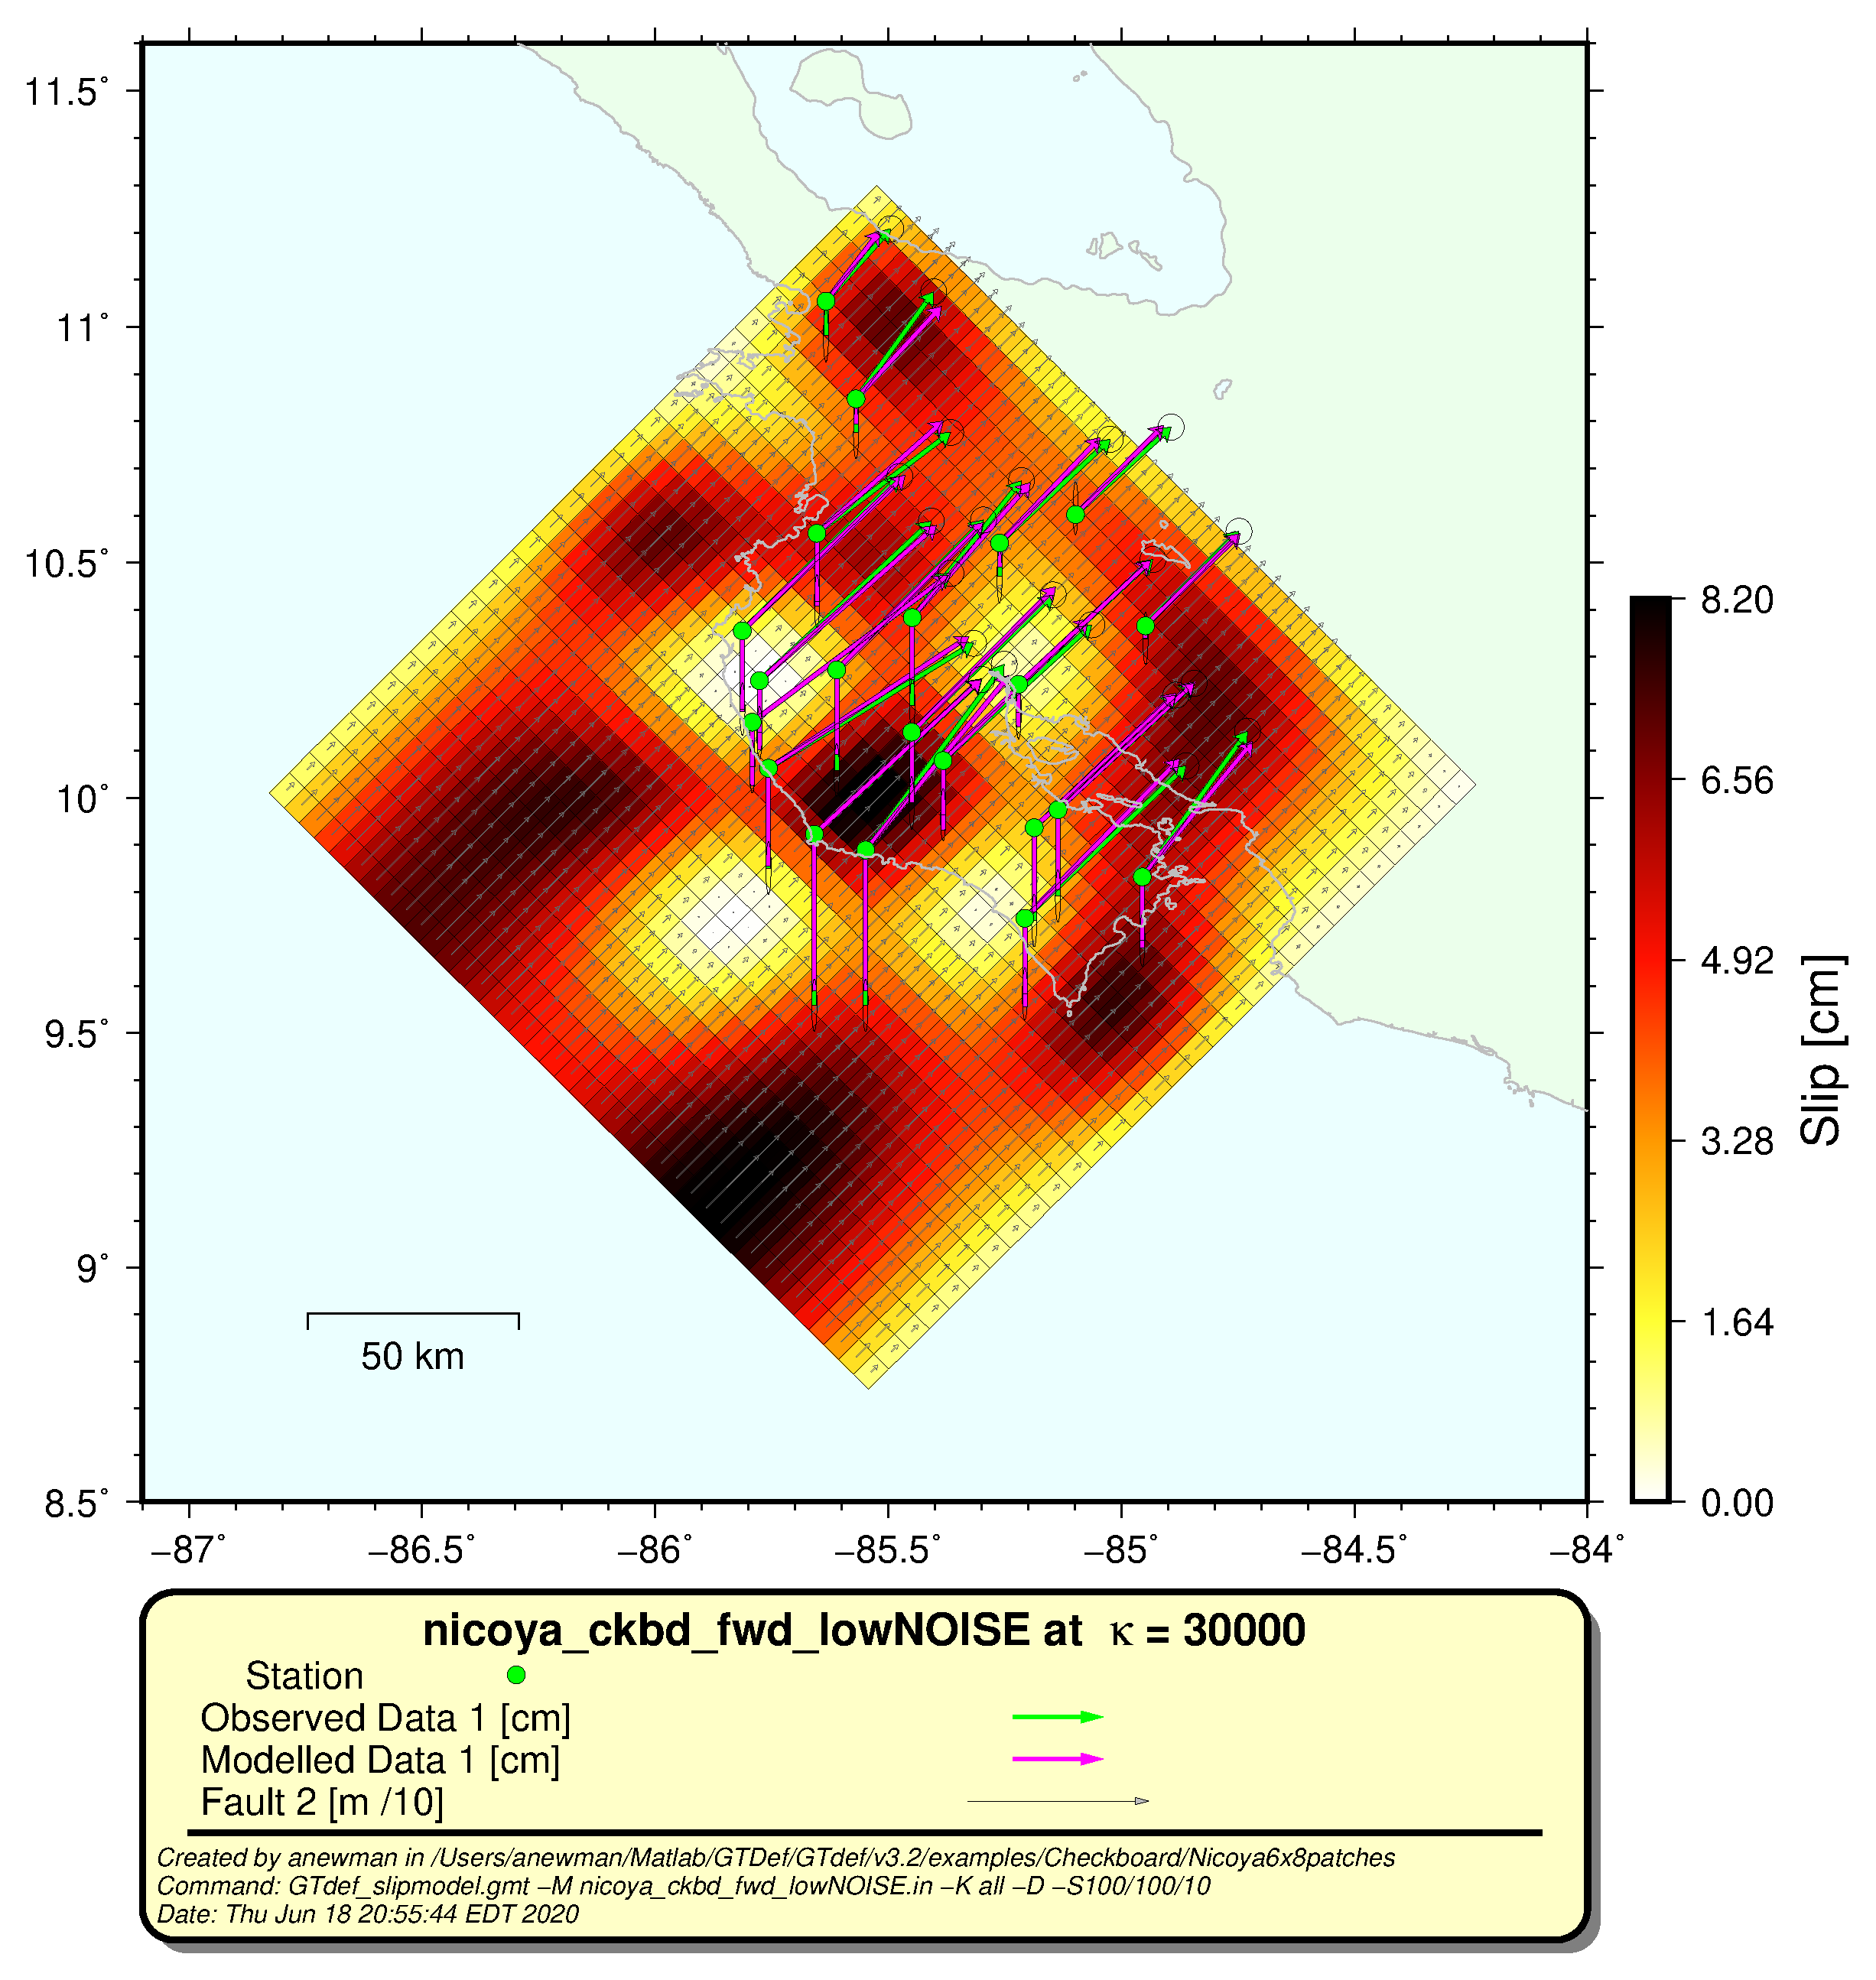 11.5°
11°
10.5°
10°
9.5°
9°
8.5°
−87°
−86.5°
−86°
−85.5°
−85°
−84.5°
−84°
50 km
8.20
6.56
4.92
3.28
1.64
0.00
Slip [cm]
nicoya_ckbd_fwd_lowNOISE at κ = 30000
Station
Observed Data 1 [cm]
Modelled Data 1 [cm]
Fault 2 [m /10]
Created by anewman in /Users/anewman/Matlab/GTDef/GTdef/v3.2/examples/Checkboard/Nicoya6x8patches
Command: GTdef_slipmodel.gmt −M nicoya_ckbd_fwd_lowNOISE.in −K all −D −S100/100/10
Date: Thu Jun 18 20:55:44 EDT 2020